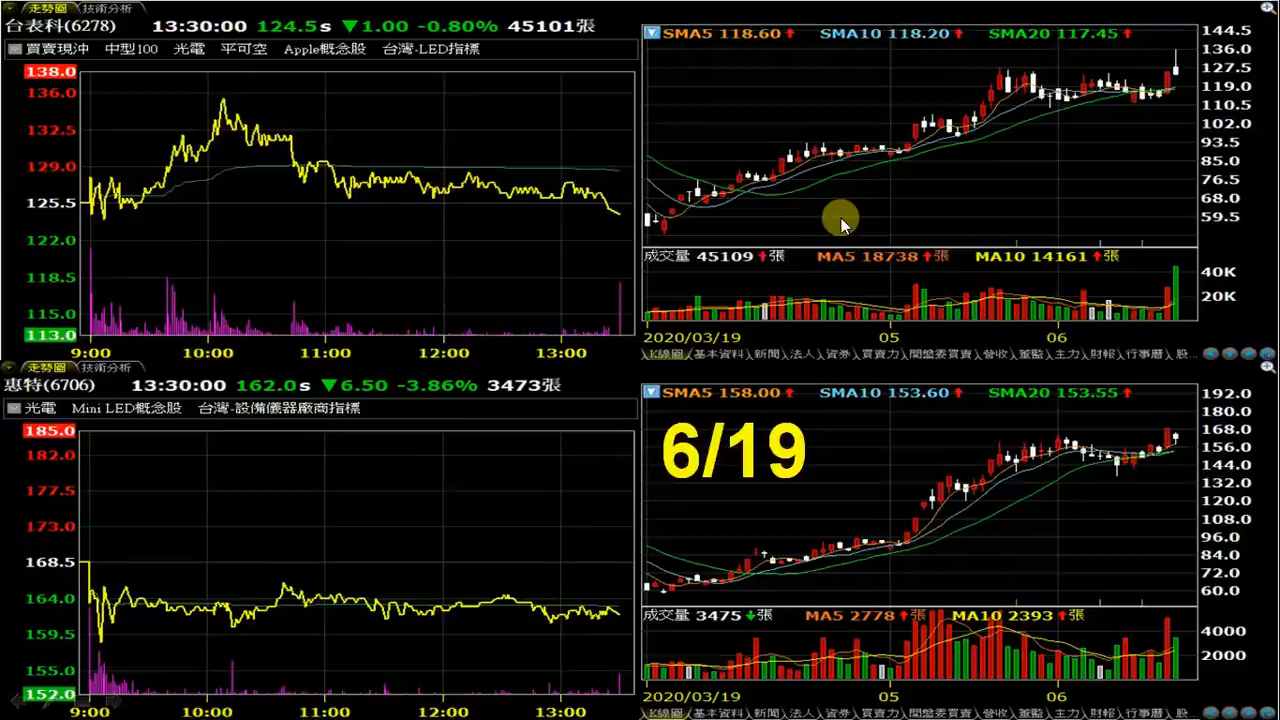 走勢圖 技術分析
台表科(6278) 13:30:00 124.5s ▼1.00 -0.80% 45101張
買賣現沖 中型100 光電 平可空 Apple概念股 台灣-LED指標
138.0
136.0
132.5
129.0
125.5
122.0
118.5
115.0
113.0
9:00 10:00 11:00 12:00 13:00
SMA5 118.60 SMA10 118.20 SMA20 117.45
144.5
136.0
127.5
119.0
110.5
102.0
93.5
85.0
76.5
68.0
59.5
成交量 45109 張 MA5 18738 張 MA10 14161 張
40K
20K
2020/03/19 05 06
K線圖 基本資料 新聞 法人 資券 買賣力 開盤委買賣 營收 董監 主力 財報 行事曆 股...
走勢圖 技術分析
惠特(6706) 13:30:00 162.0s ▼6.50 -3.86% 3473張
光電 Mini LED概念股 台灣-設備儀器廠商指標
185.0
182.0
177.5
173.0
168.5
164.0
159.5
155.0
152.0
9:00 10:00 11:00 12:00 13:00
SMA5 158.00 SMA10 153.60 SMA20 153.55
192.0
180.0
168.0
156.0
144.0
132.0
120.0
108.0
96.0
84.0
72.0
60.0
6/19
成交量 3475 張 MA5 2778 張 MA10 2393 張
4000
2000
2020/03/19 05 06
K線圖 基本資料 新聞 法人 資券 買賣力 開盤委買賣 營收 董監 主力 財報 行事曆 股...